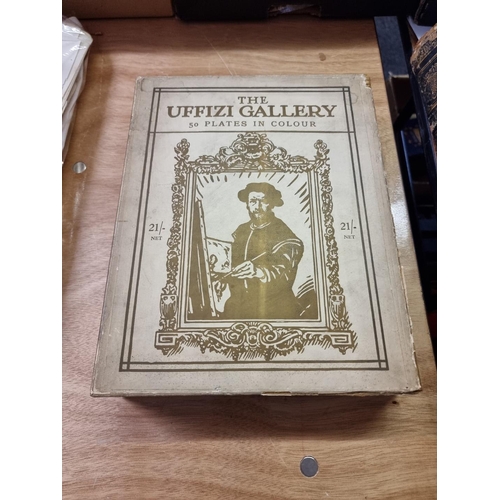 THE
UFFIZI GALLERY
50 PLATES IN COLOUR
21/- 21/-
NET NET